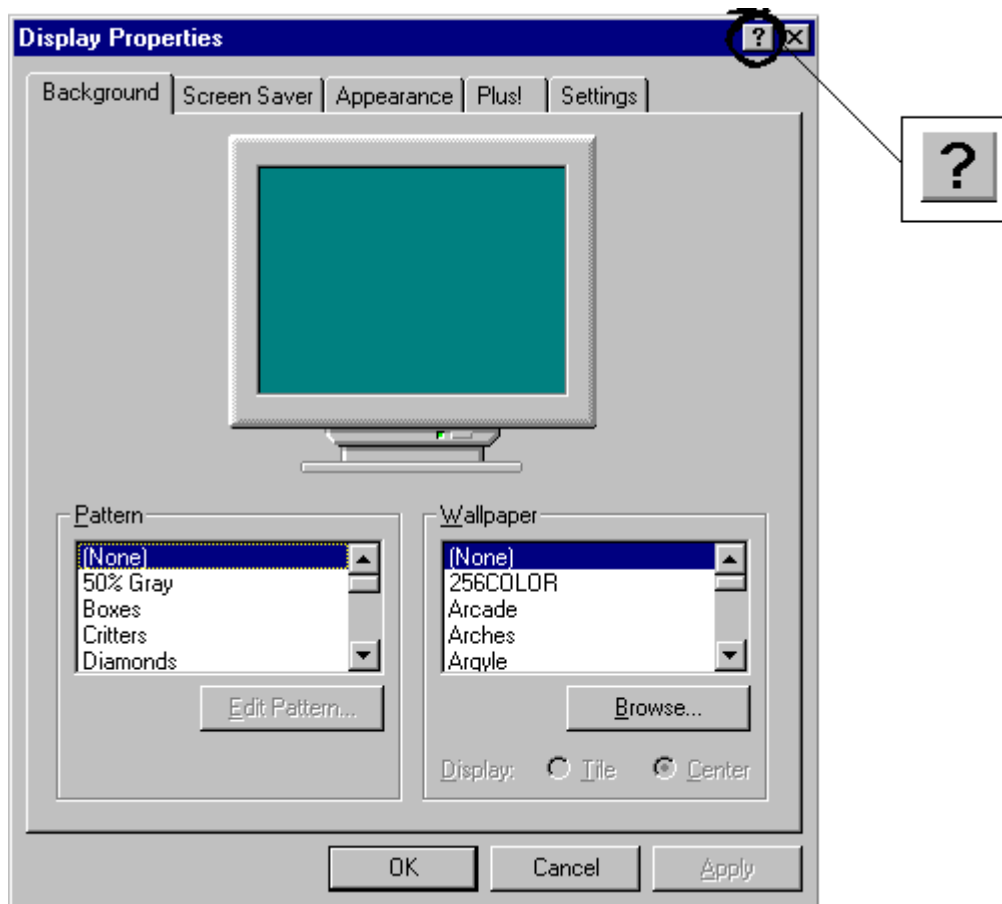 Display Properties ?
Background Screen Saver Appearance Plus! Settings
?
Pattern
(None)
50% Gray
Boxes
Critters
Diamonds
Edit Pattern...
Wallpaper
(None)
256COLOR
Arcade
Arches
Argyle
Browse...
Display: Tile Center
OK Cancel Apply